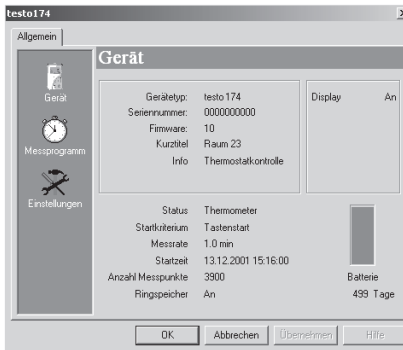 testo174
Allgemein
Gerät
Messprogramm
Einstellungen
Gerät
Gerätetyp: testo 174
Seriennummer: 0000000000
Firmware: 10
Kurztitel Raum 23
Info Thermostatkontrolle
Display An
Status Thermometer
Startkriterium Tastenstart
Messrate 1.0 min
Startzeit 13.12.2001 15:16:00
Anzahl Messpunkte 3900
Ringspeicher An
Batterie
499 Tage
OK Abbrechen Übernehmen Hilfe